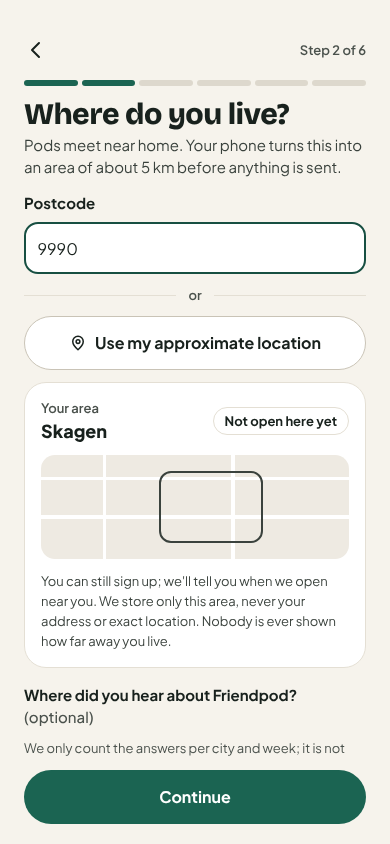 Step 2 of 6
Where do you live?
Pods meet near home. Your phone turns this into
an area of about 5 km before anything is sent.
Postcode
9990
or
Use my approximate location
Your area
Skagen
Not open here yet
You can still sign up; we'll tell you when we open
near you. We store only this area, never your
address or exact location. Nobody is ever shown
how far away you live.
Where did you hear about Friendpod?
(optional)
We only count the answers per city and week; it is not
Continue